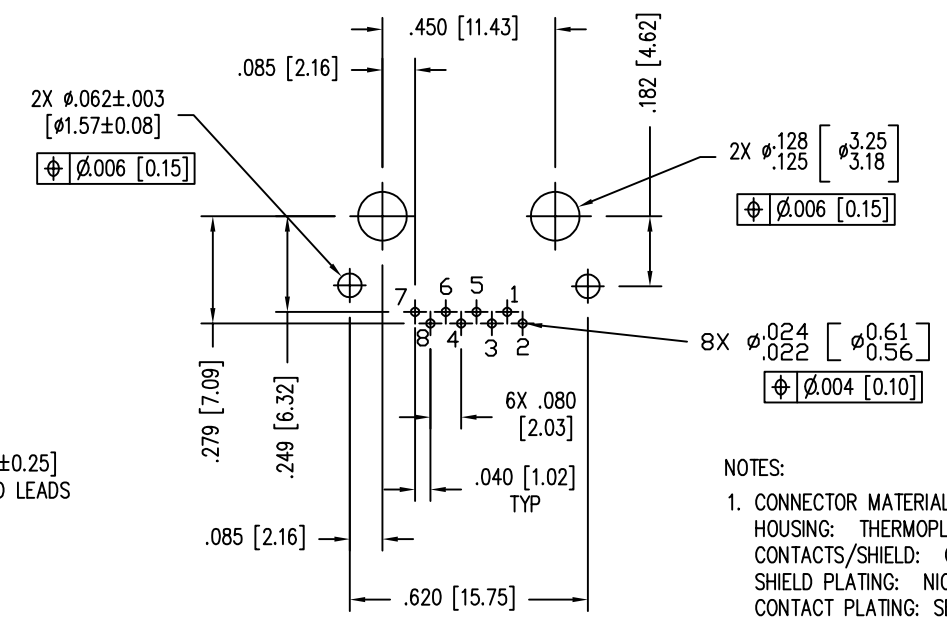 .450 [11.43]
.085 [2.16]
.182 [4.62]
2X ø.062±.003
[ø1.57±0.08]
⌖ Ø.006 [0.15]
2X ø.128 [ø3.25
.125 3.18]
⌖ Ø.006 [0.15]
7 6 5 1
8 4 3 2
8X ø.024 [ø0.61
.022 0.56]
⌖ Ø.004 [0.10]
.279 [7.09]
.249 [6.32]
6X .080
[2.03]
.040 [1.02]
TYP
±0.25]
LEADS
.085 [2.16]
.620 [15.75]
NOTES:
1. CONNECTOR MATERIAL
HOUSING: THERMOPL
CONTACTS/SHIELD:
SHIELD PLATING: NIC
CONTACT PLATING: